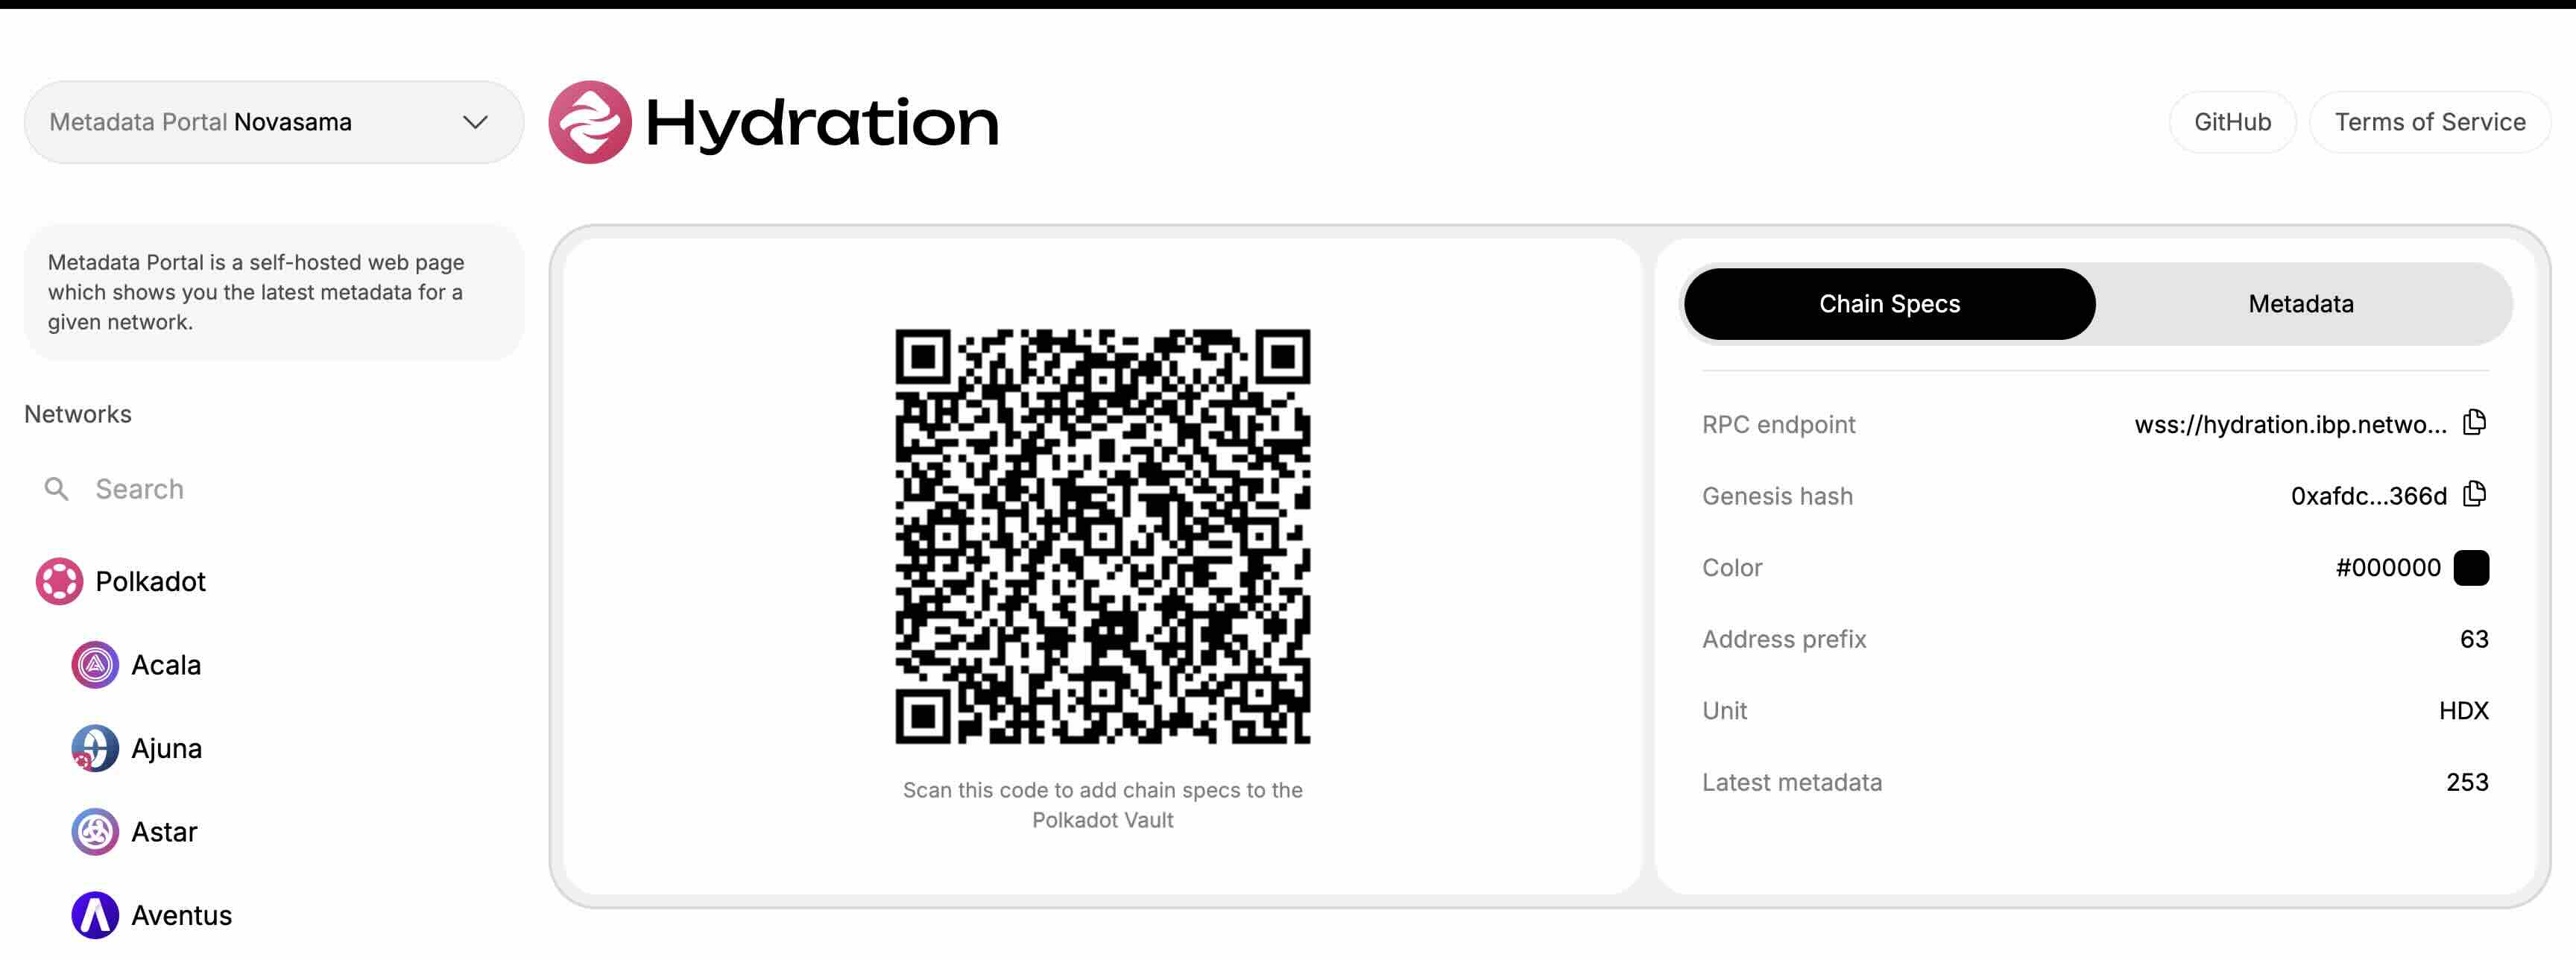 Metadata Portal Novasama
Hydration
GitHub
Terms of Service
Metadata Portal is a self-hosted web page
which shows you the latest metadata for a
given network.
Networks
Search
Polkadot
Acala
Ajuna
Astar
Aventus
Scan this code to add chain specs to the
Polkadot Vault
Chain Specs
Metadata
RPC endpoint wss://hydration.ibp.netwo...
Genesis hash 0xafdc...366d
Color #000000
Address prefix 63
Unit HDX
Latest metadata 253